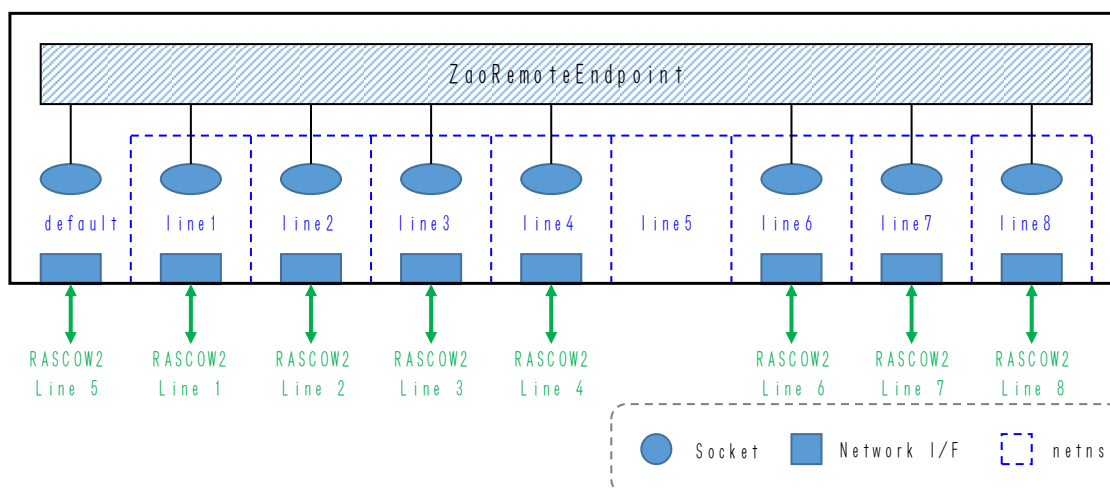 ZaoRemoteEndpoint
default line1 line2 line3 line4 line5 line6 line7 line8
RASCOW2 RASCOW2 RASCOW2 RASCOW2 RASCOW2 RASCOW2 RASCOW2 RASCOW2
Line 5 Line 1 Line 2 Line 3 Line 4 Line 6 Line 7 Line 8
Socket Network I/F netns